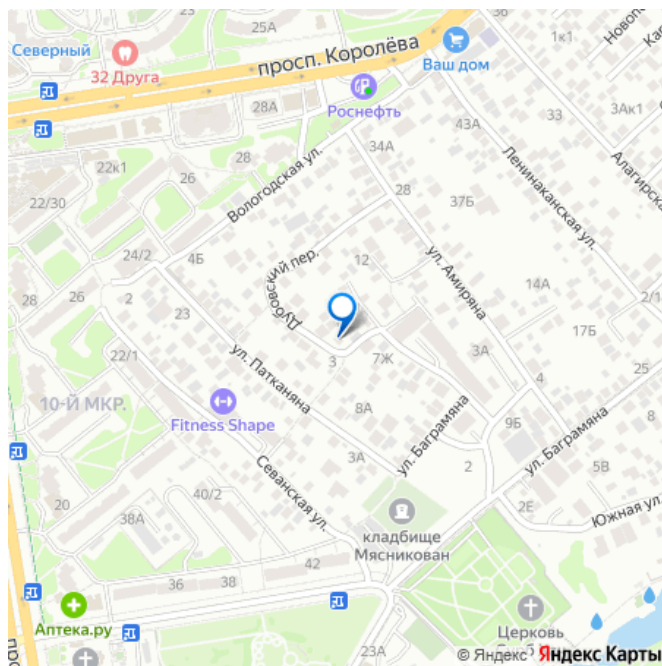 Северный
32 Друга
просп. Королёва
Ваш дом
1к1
Роснефть
28А
43А
33
3Ак1
34А
22к1
28
26
Вологодская ул.
22/30
28
37Б
Ленинаканская ул.
24/2
4Б
Дубовский пер.
12
ул. Амиряна
14А
28
26
2
23
17Б
22/1
ул. Патканяна
3
7Ж
3А
25
10-Й МКР.
Fitness Shape
8А
4
8
9Б
ул. Баграмяна
ул. Баграмяна
3А
2
5В
20
40/2
Севанская ул.
2Е
Южная ул.
38А
кладбище
Мясникован
42
36
38
Аптека.ру
Церковь
23А
© Яндекс Яндекс Карты